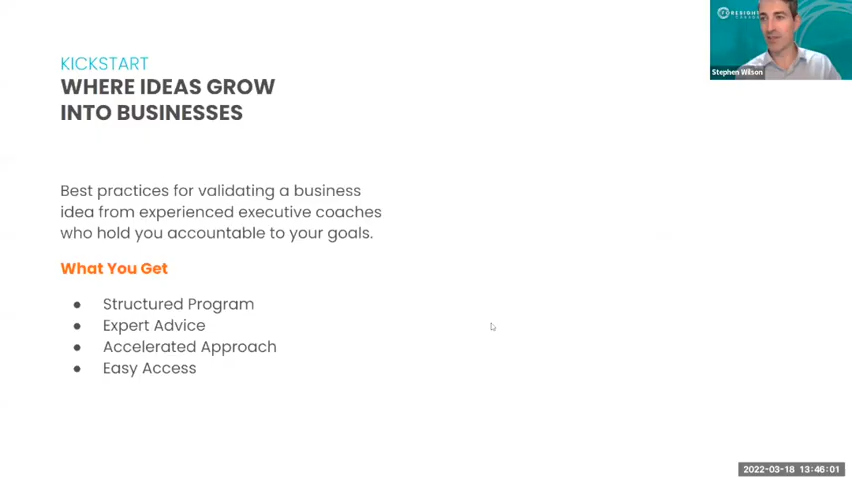 KICKSTART
WHERE IDEAS GROW
INTO BUSINESSES
Best practices for validating a business
idea from experienced executive coaches
who hold you accountable to your goals.
What You Get
● Structured Program
● Expert Advice
● Accelerated Approach
● Easy Access
Stephen Wilson
2022-03-18 13:46:01